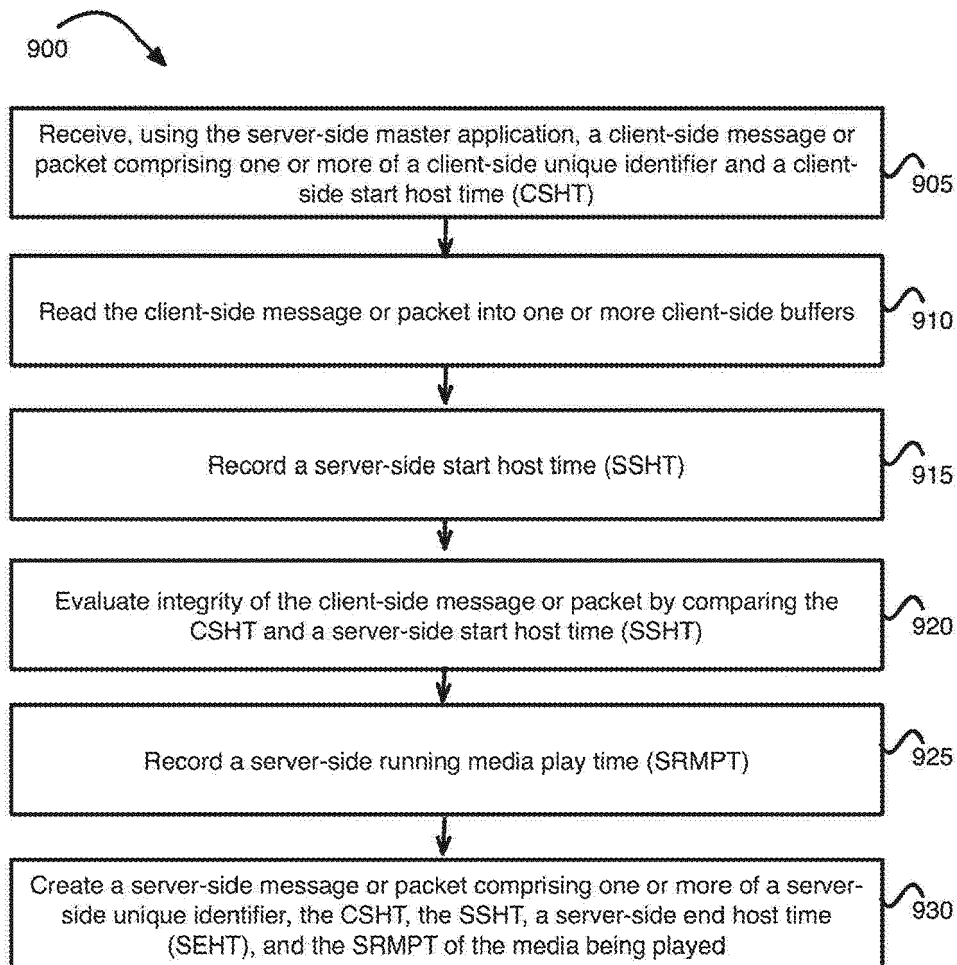 900
Receive, using the server-side master application, a client-side message or
packet comprising one or more of a client-side unique identifier and a client-
side start host time (CSHT)
905
Read the client-side message or packet into one or more client-side buffers
910
Record a server-side start host time (SSHT)
915
Evaluate integrity of the client-side message or packet by comparing the
CSHT and a server-side start host time (SSHT)
920
Record a server-side running media play time (SRMPT)
925
Create a server-side message or packet comprising one or more of a server-
side unique identifier, the CSHT, the SSHT, a server-side end host time
(SEHT), and the SRMPT of the media being played
930